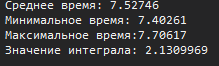 Среднее время: 7.52746
Минимальное время: 7.40261
Максимальное время:7.70617
Значение интеграла: 2.1309969